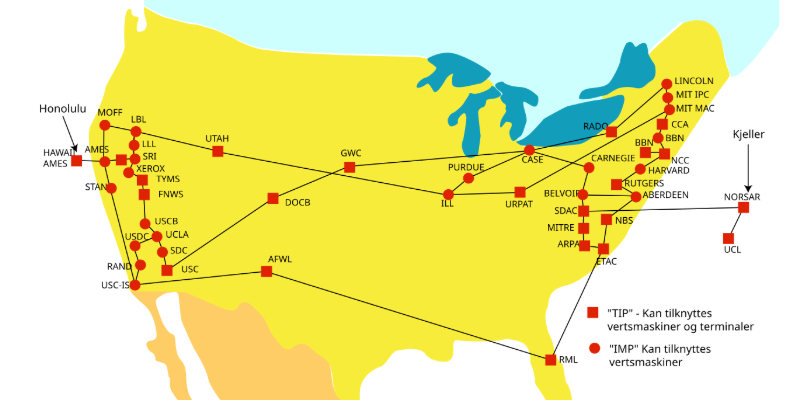 Honolulu
MOFF
LBL
LLL
HAWAII
AMES
AMES
SRI
XEROX
TYMS
STAN
FNWS
USCB
USDC
UCLA
SDC
RAND
USC
USC-ISI
UTAH
GWC
DOCB
AFWL
PURDUE
ILL
URPAT
CASE
RADC
LINCOLN
MIT IPC
MIT MAC
CCA
BBN
BBN
NCC
HARVARD
CARNEGIE
RUTGERS
BELVOIR
ABERDEEN
SDAC
NBS
MITRE
ARPA
ETAC
RML
Kjeller
NORSAR
UCL
"TIP" - Kan tilknyttes
vertsmaskiner og terminaler
"IMP" Kan tilknyttes
vertsmaskiner